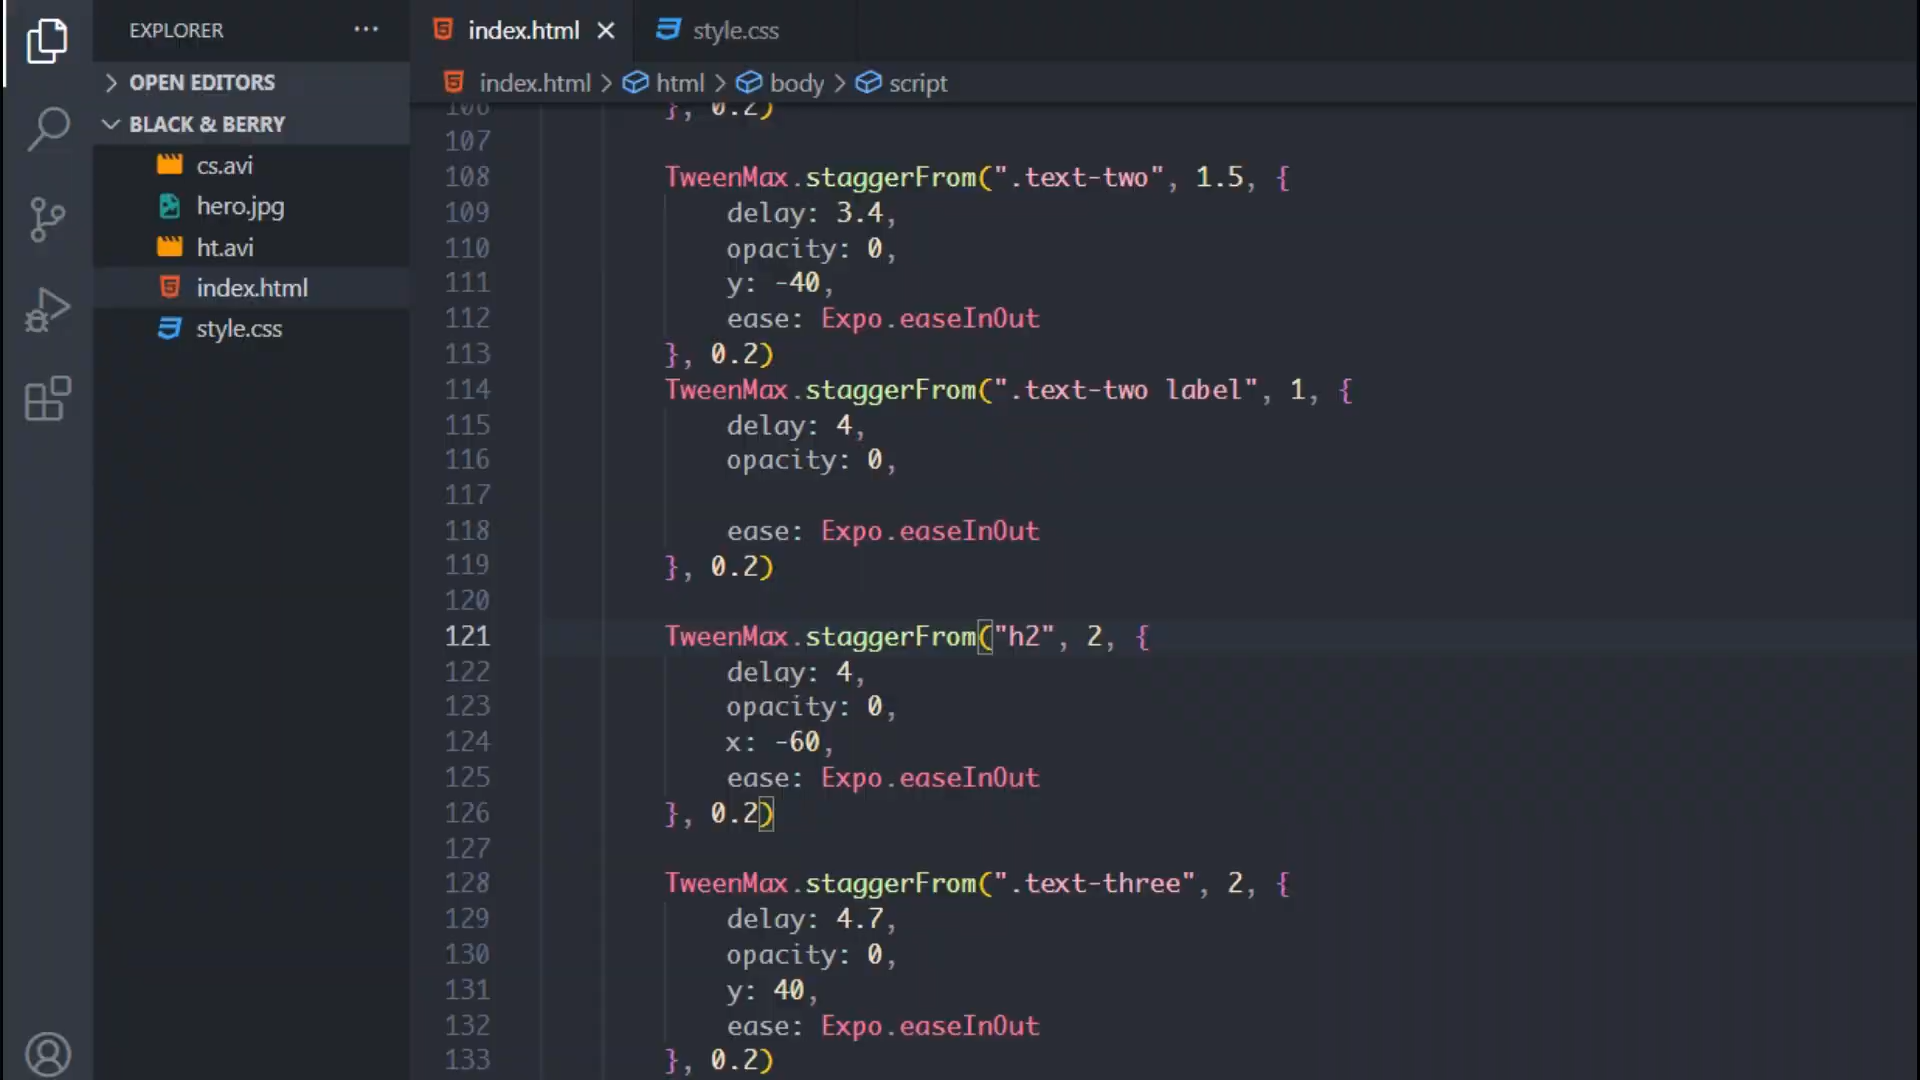 EXPLORER ···
OPEN EDITORS
BLACK & BERRY
cs.avi
hero.jpg
ht.avi
index.html
style.css
index.html style.css
index.html > html > body > script
106 }, 0.2)
107
108 TweenMax.staggerFrom(".text-two", 1.5, {
109 delay: 3.4,
110 opacity: 0,
111 y: -40,
112 ease: Expo.easeInOut
113 }, 0.2)
114 TweenMax.staggerFrom(".text-two label", 1, {
115 delay: 4,
116 opacity: 0,
117
118 ease: Expo.easeInOut
119 }, 0.2)
120
121 TweenMax.staggerFrom("h2", 2, {
122 delay: 4,
123 opacity: 0,
124 x: -60,
125 ease: Expo.easeInOut
126 }, 0.2)
127
128 TweenMax.staggerFrom(".text-three", 2, {
129 delay: 4.7,
130 opacity: 0,
131 y: 40,
132 ease: Expo.easeInOut
133 }, 0.2)